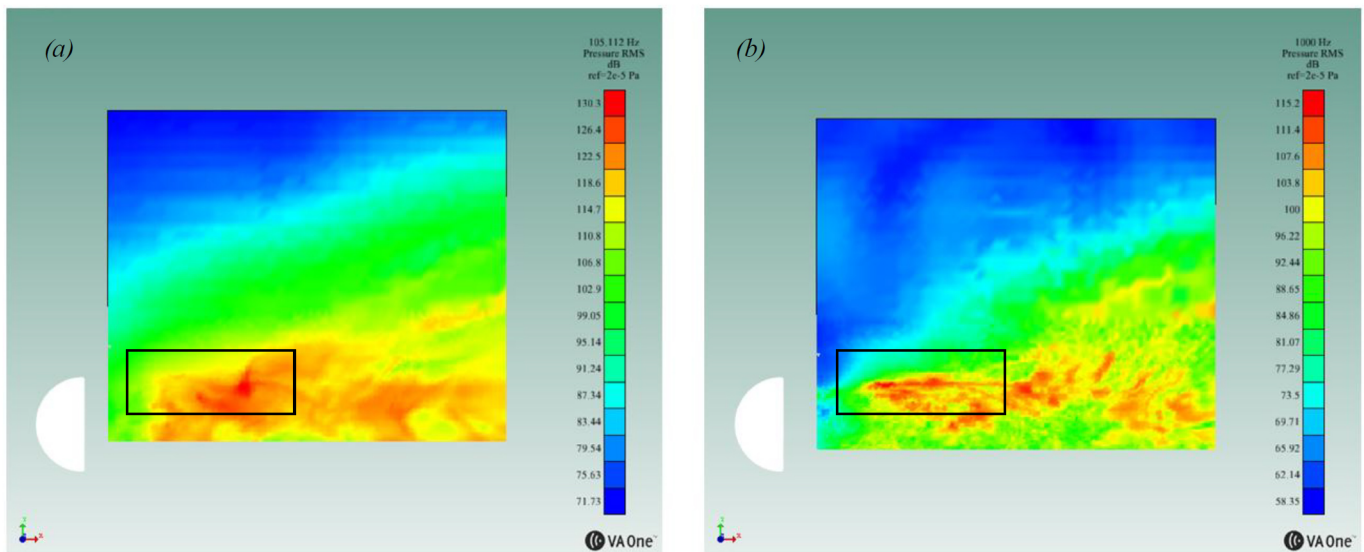 (a)
105.112 Hz
Pressure RMS
dB
ref=2e-5 Pa
130.3
126.4
122.5
118.6
114.7
110.8
106.8
102.9
99.05
95.14
91.24
87.34
83.44
79.54
75.63
71.73
VA One™
(b)
1000 Hz
Pressure RMS
dB
ref=2e-5 Pa
115.2
111.4
107.6
103.8
100
96.22
92.44
88.65
84.86
81.07
77.29
73.5
69.71
65.92
62.14
58.35
VA One™